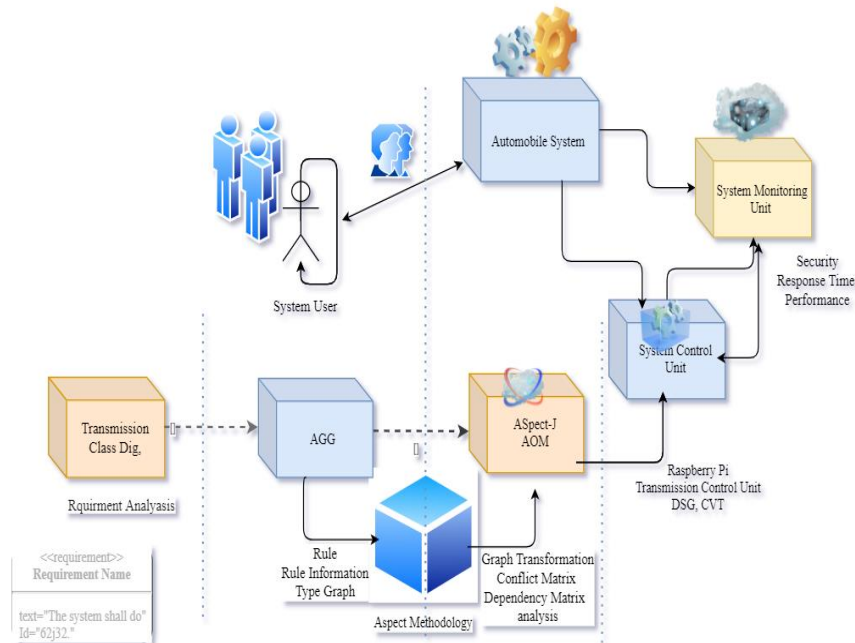 Automobile System
System Monitoring
Unit
System User
Security
Response Time
Performance
System Control
Unit
Transmission
Class Dig,
AGG
ASpect-J
AOM
Rquirment Analyasis
Raspberry Pi
Transmission Control Unit
DSG, CVT
Rule
Rule Information
Type Graph
Graph Transformation
Conflict Matrix
Dependency Matrix
analysis
Aspect Methodology
<<requirement>>
Requirement Name
text="The system shall do"
Id="62j32."